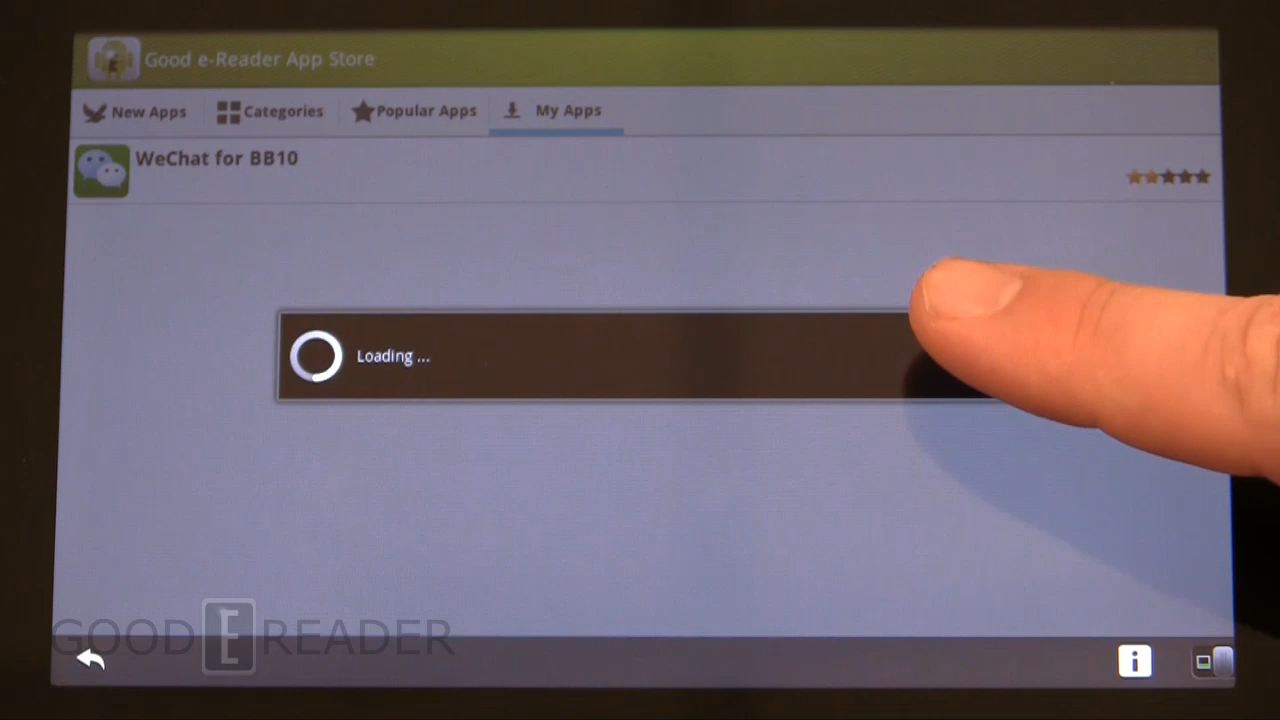 Good e-Reader App Store
New Apps
Categories
Popular Apps
My Apps
WeChat for BB10
Loading ...
GOOD E READER
i